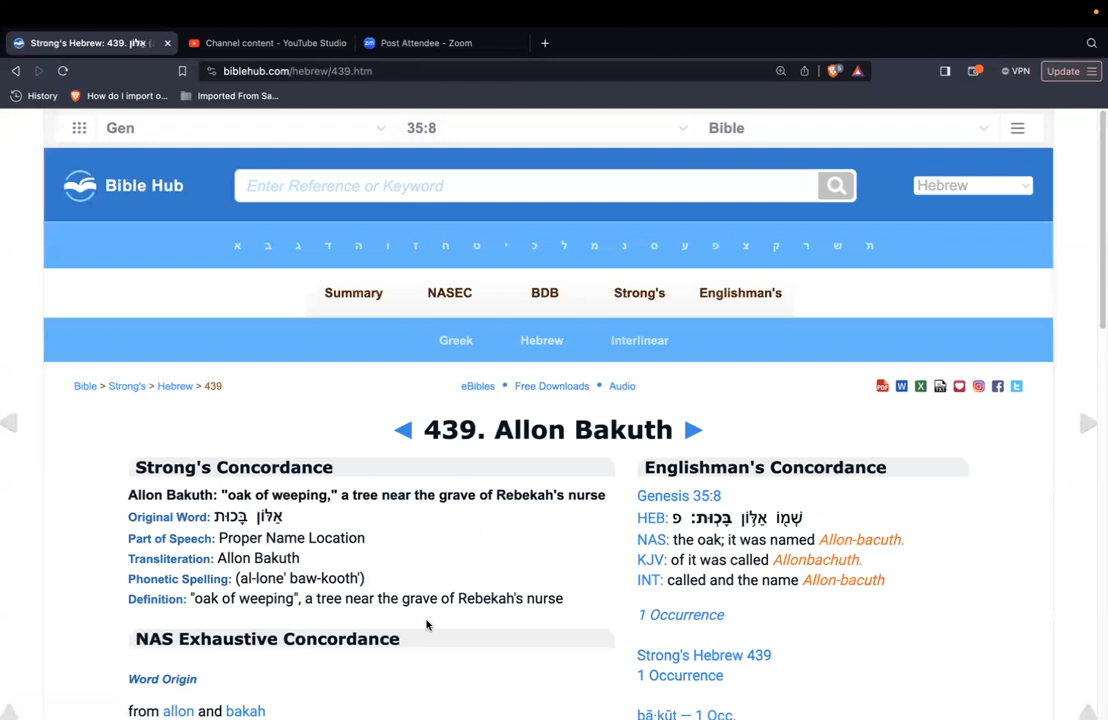 Strong's Hebrew: 439. אַלּוֹן
Channel content - YouTube Studio
Post Attendee - Zoom
biblehub.com/hebrew/439.htm
VPN
Update
History
How do I import o...
Imported From Sa...
Gen
35:8
Bible
Bible Hub
Enter Reference or Keyword
Hebrew
א ב ג ד ה ו ז ח ט י כ ל מ נ ס ע פ צ ק ר ש ת
Summary NASEC BDB Strong's Englishman's
Greek Hebrew Interlinear
Bible > Strong's > Hebrew > 439
eBibles • Free Downloads • Audio
◄ 439. Allon Bakuth ►
Strong's Concordance
Allon Bakuth: "oak of weeping," a tree near the grave of Rebekah's nurse
Original Word: אַלּוֹן בָּכוּת
Part of Speech: Proper Name Location
Transliteration: Allon Bakuth
Phonetic Spelling: (al-lone' baw-kooth')
Definition: "oak of weeping", a tree near the grave of Rebekah's nurse
NAS Exhaustive Concordance
Word Origin
from allon and bakah
Englishman's Concordance
Genesis 35:8
HEB: שְׁמ֖וֹ אַלּ֥וֹן בָּכֽוּת׃ פ
NAS: the oak; it was named Allon-bacuth.
KJV: of it was called Allonbachuth.
INT: called and the name Allon-bacuth
1 Occurrence
Strong's Hebrew 439
1 Occurrence
bā·ḵūṯ — 1 Occ.